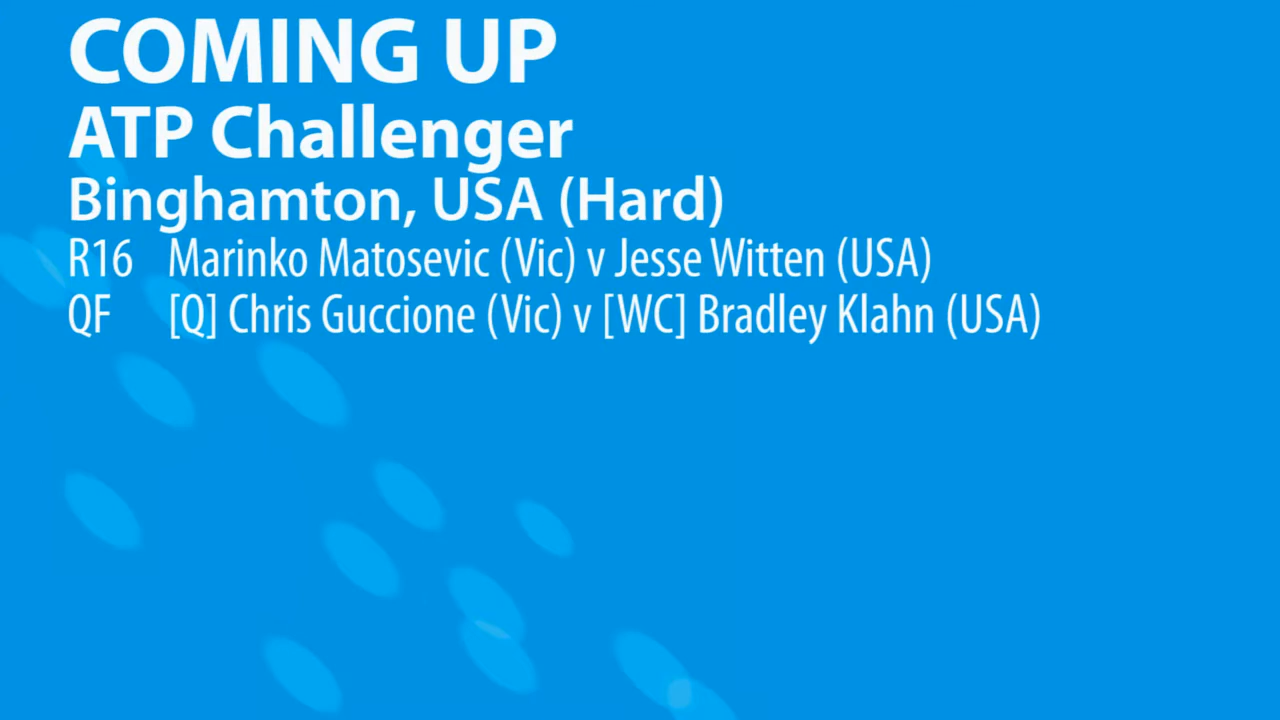 COMING UP
ATP Challenger
Binghamton, USA (Hard)
R16 Marinko Matosevic (Vic) v Jesse Witten (USA)
QF [Q] Chris Guccione (Vic) v [WC] Bradley Klahn (USA)